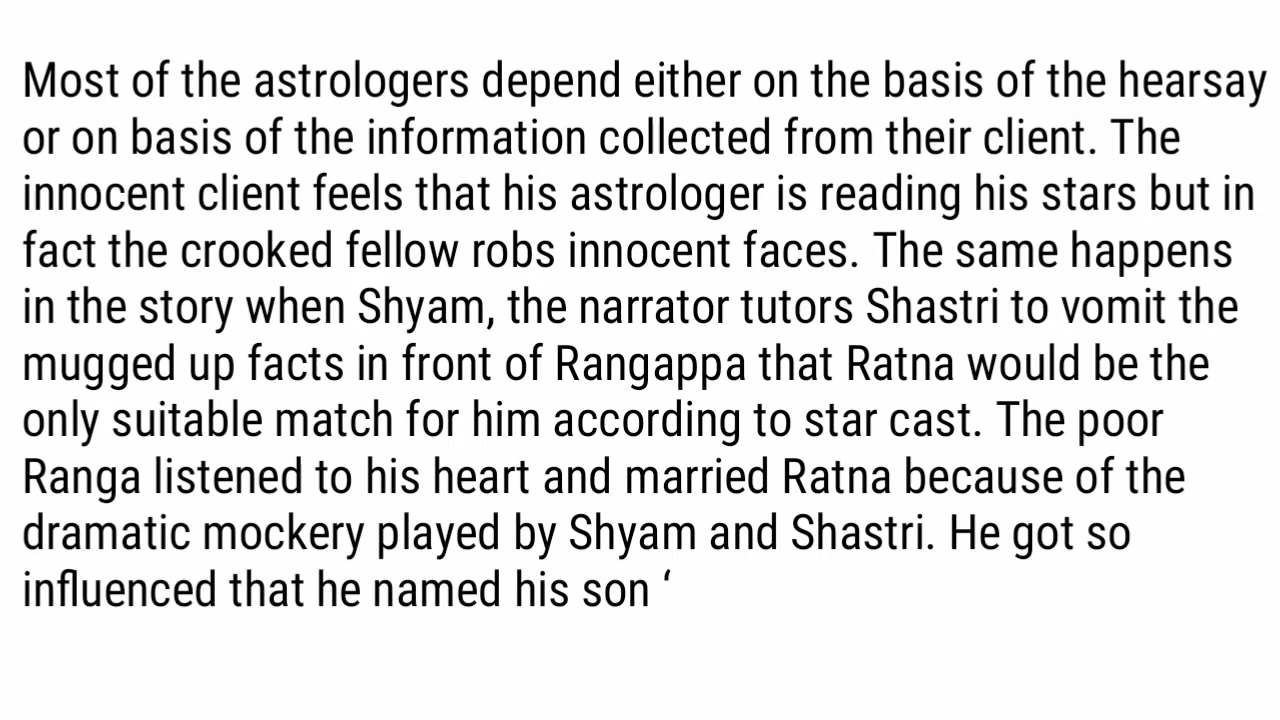 Most of the astrologers depend either on the basis of the hearsay
or on basis of the information collected from their client. The
innocent client feels that his astrologer is reading his stars but in
fact the crooked fellow robs innocent faces. The same happens
in the story when Shyam, the narrator tutors Shastri to vomit the
mugged up facts in front of Rangappa that Ratna would be the
only suitable match for him according to star cast. The poor
Ranga listened to his heart and married Ratna because of the
dramatic mockery played by Shyam and Shastri. He got so
influenced that he named his son ‘